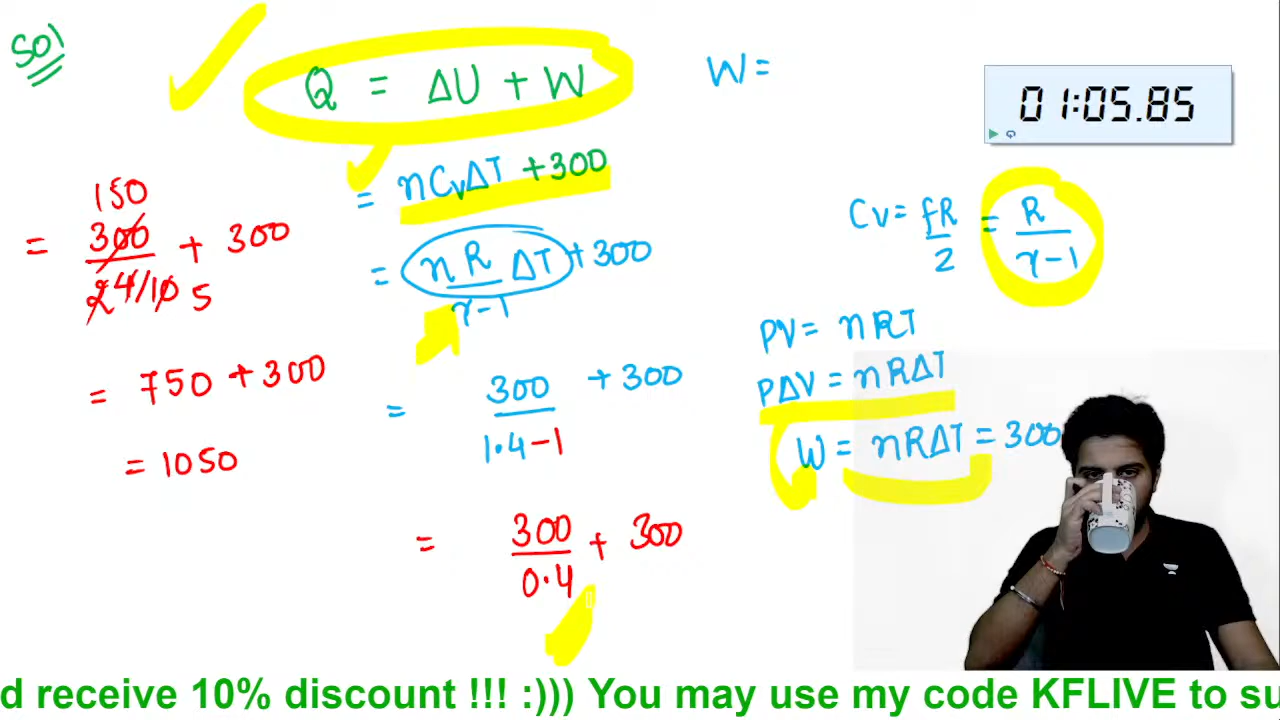 Sol
Q = ΔU + W
W =
01:05.85
= nCvΔT + 300
= nR/γ-1 ΔT + 300
= 300/1.4-1 + 300
= 300/0.4 + 300
150
= 300/4/10 + 300
2 5
= 750 + 300
= 1050
Cv = fR/2 = R/γ-1
PV = nRT
PΔV = nRΔT
W = nRΔT = 300
d receive 10% discount !!! :))) You may use my code KFLIVE to su